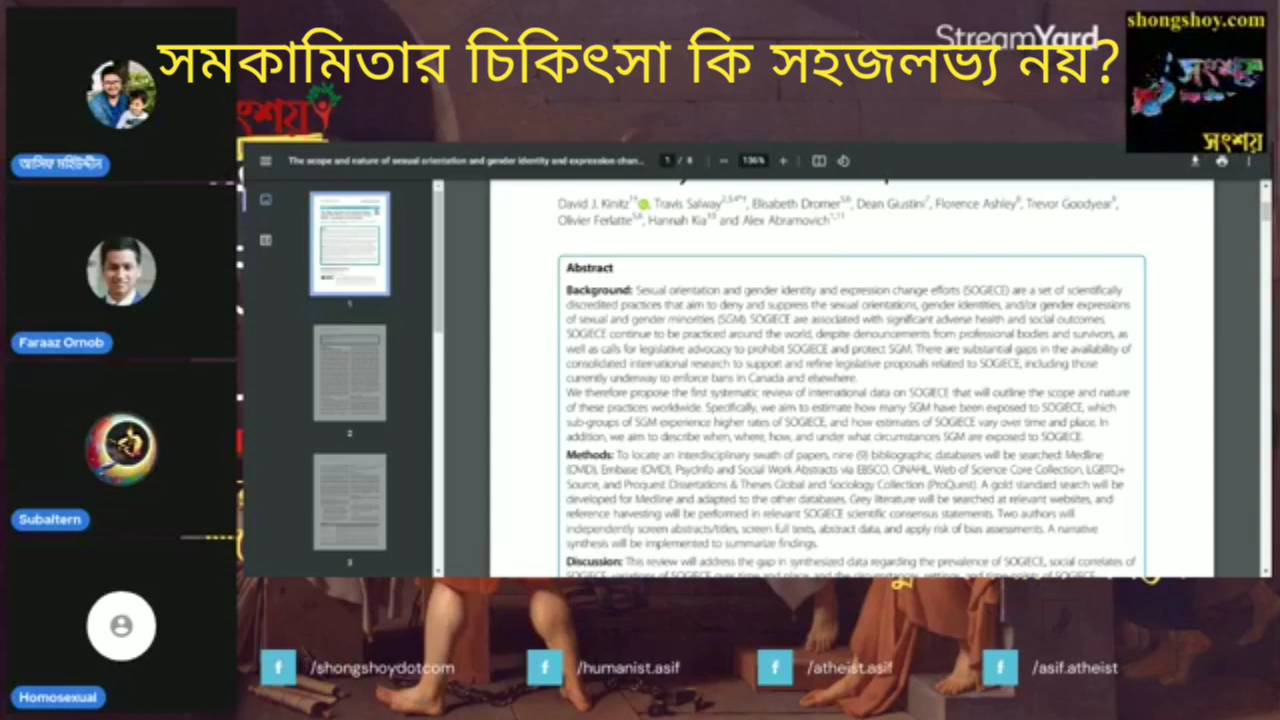 সমকামিতার চিকিৎসা কি সহজলভ্য নয়?
StreamYard
shongshoy.com
সংশয়
সংশয়
আসিফ মহিউদ্দীন
Faraaz Ornob
Subaltern
Homosexual
The scope and nature of sexual orientation and gender identity and expression chan...
1 / 8
136%
1
2
3
David J. Kinitz, Travis Salway, Elisabeth Dromer, Dean Giustini, Florence Ashley, Trevor Goodyear,
Olivier Ferlatte, Hannah Kia and Alex Abramovich
Abstract
Background: Sexual orientation and gender identity and expression change efforts (SOGIECE) are a set of scientifically
discredited practices that aim to deny and suppress the sexual orientations, gender identities, and/or gender expressions
of sexual and gender minorities (SGM). SOGIECE are associated with significant adverse health and social outcomes.
SOGIECE continue to be practiced around the world, despite denouncements from professional bodies and survivors, as
well as calls for legislative advocacy to prohibit SOGIECE and protect SGM. There are substantial gaps in the availability of
consolidated international research to support and refine legislative proposals related to SOGIECE, including those
currently underway to enforce bans in Canada and elsewhere.
We therefore propose the first systematic review of international data on SOGIECE that will outline the scope and nature
of these practices worldwide. Specifically, we aim to estimate how many SGM have been exposed to SOGIECE, which
sub-groups of SGM experience higher rates of SOGIECE, and how estimates of SOGIECE vary over time and place. In
addition, we aim to describe when, where, how, and under what circumstances SGM are exposed to SOGIECE.
Methods: To locate an interdisciplinary swath of papers, nine (9) bibliographic databases will be searched: Medline
(OVID), Embase (OVID), PsycInfo and Social Work Abstracts via EBSCO, CINAHL, Web of Science Core Collection, LGBTQ+
Source, and Proquest Dissertations & Theses Global and Sociology Collection (ProQuest). A gold standard search will be
developed for Medline and adapted to the other databases. Grey literature will be searched at relevant websites, and
reference harvesting will be performed in relevant SOGIECE scientific consensus statements. Two authors will
independently screen abstracts/titles, screen full texts, abstract data, and apply risk of bias assessments. A narrative
synthesis will be implemented to summarize findings.
Discussion: This review will address the gap in synthesized data regarding the prevalence of SOGIECE, social correlates of
/shongshoydotcom
/humanist.asif
/atheist.asif
/asif.atheist